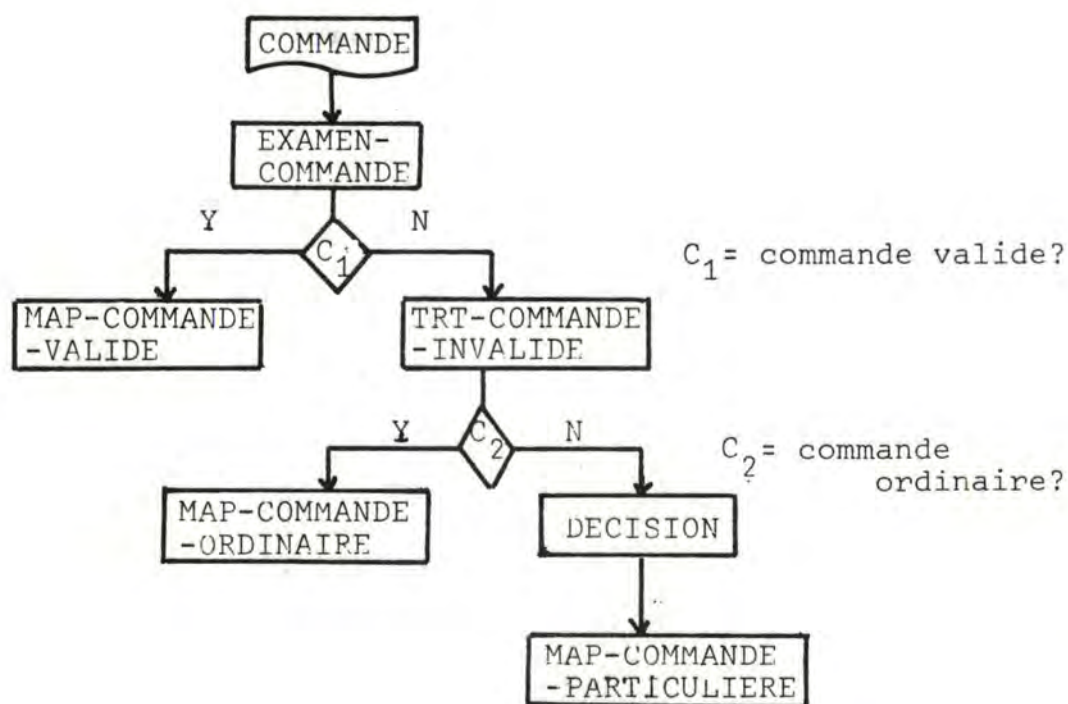 COMMANDE
EXAMEN-
COMMANDE
Y
N
C1
C1= commande valide?
MAP-COMMANDE
-VALIDE
TRT-COMMANDE
-INVALIDE
Y
C2
N
C2= commande
ordinaire?
MAP-COMMANDE
-ORDINAIRE
DECISION
MAP-COMMANDE
-PARTICULIERE